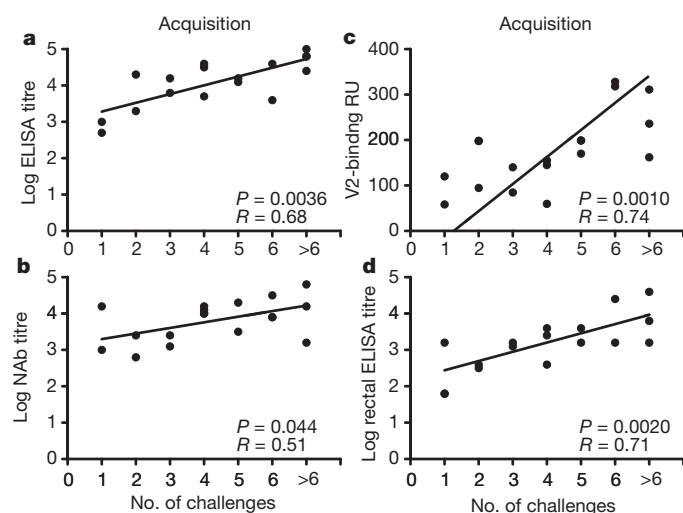 Acquisition
a
Log ELISA titre
5
4
3
2
1
0
P = 0.0036
R = 0.68
0 1 2 3 4 5 6 >6
Acquisition
c
V2-bindng RU
400
300
200
100
0
P = 0.0010
R = 0.74
0 1 2 3 4 5 6 >6
b
Log NAb titre
5
4
3
2
1
0
P = 0.044
R = 0.51
0 1 2 3 4 5 6 >6
No. of challenges
d
Log rectal ELISA titre
5
4
3
2
1
0
P = 0.0020
R = 0.71
0 1 2 3 4 5 6 >6
No. of challenges